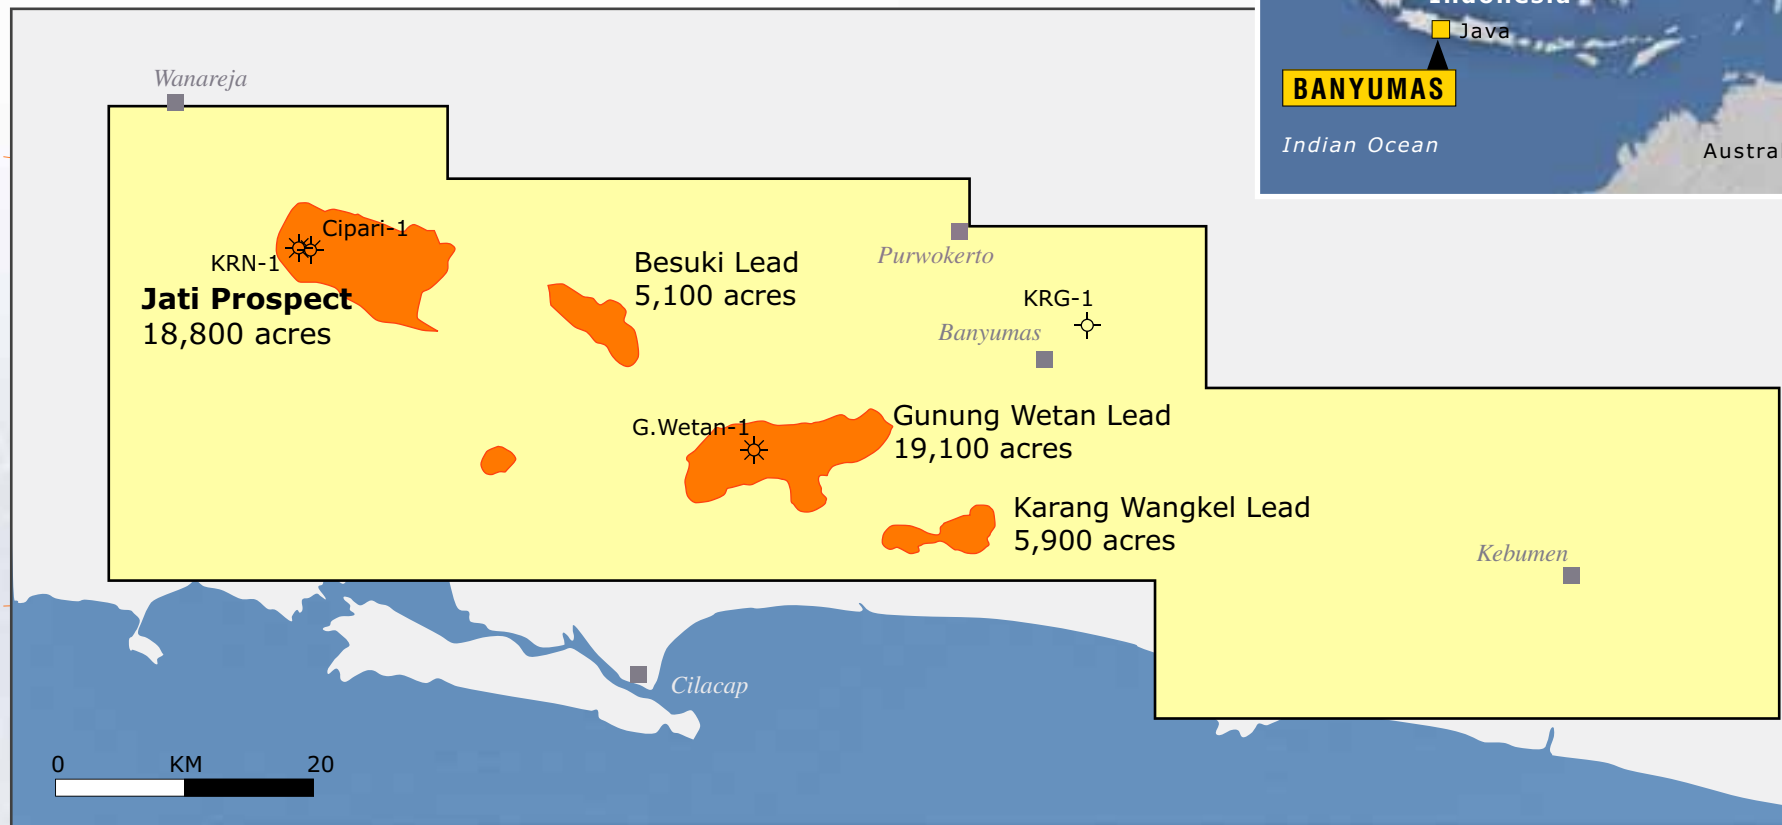 Indonesia
Java
BANYUMAS
Indian Ocean
Wanareja
Cipari-1
KRN-1
Jati Prospect
18,800 acres
Besuki Lead
5,100 acres
Purwokerto
KRG-1
Banyumas
G.Wetan-1
Gunung Wetan Lead
19,100 acres
Karang Wangkel Lead
5,900 acres
Kebumen
Cilacap
0 KM 20